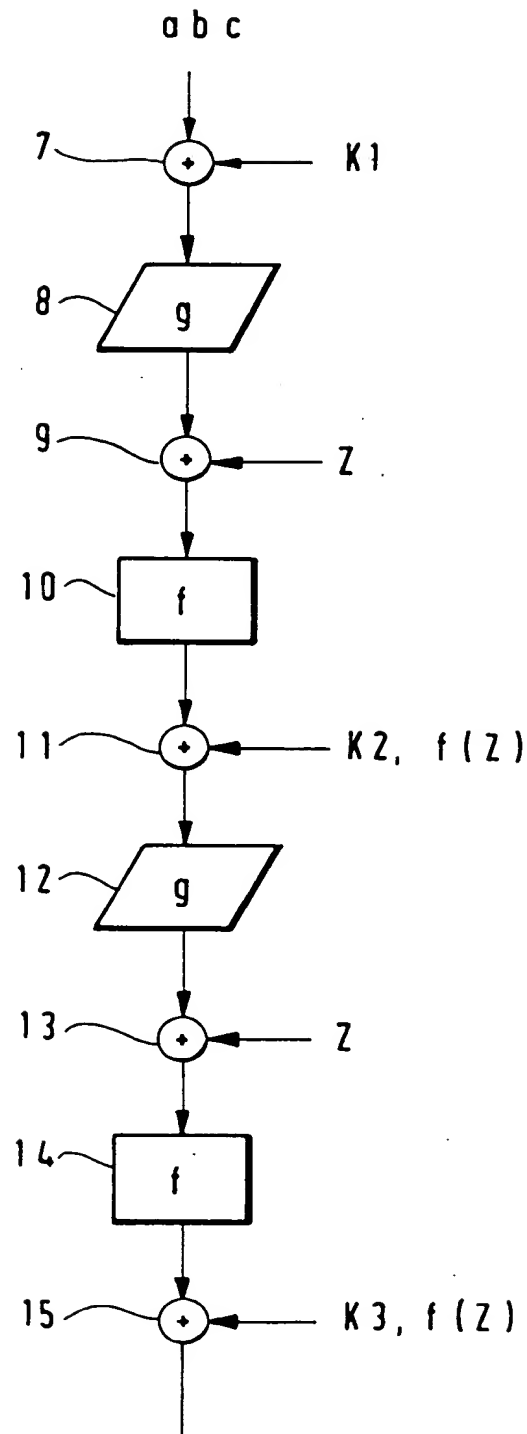 a b c
7 + K1
8 g
9 + Z
10 f
11 + K2, f(Z)
12 g
13 + Z
14 f
15 + K3, f(Z)